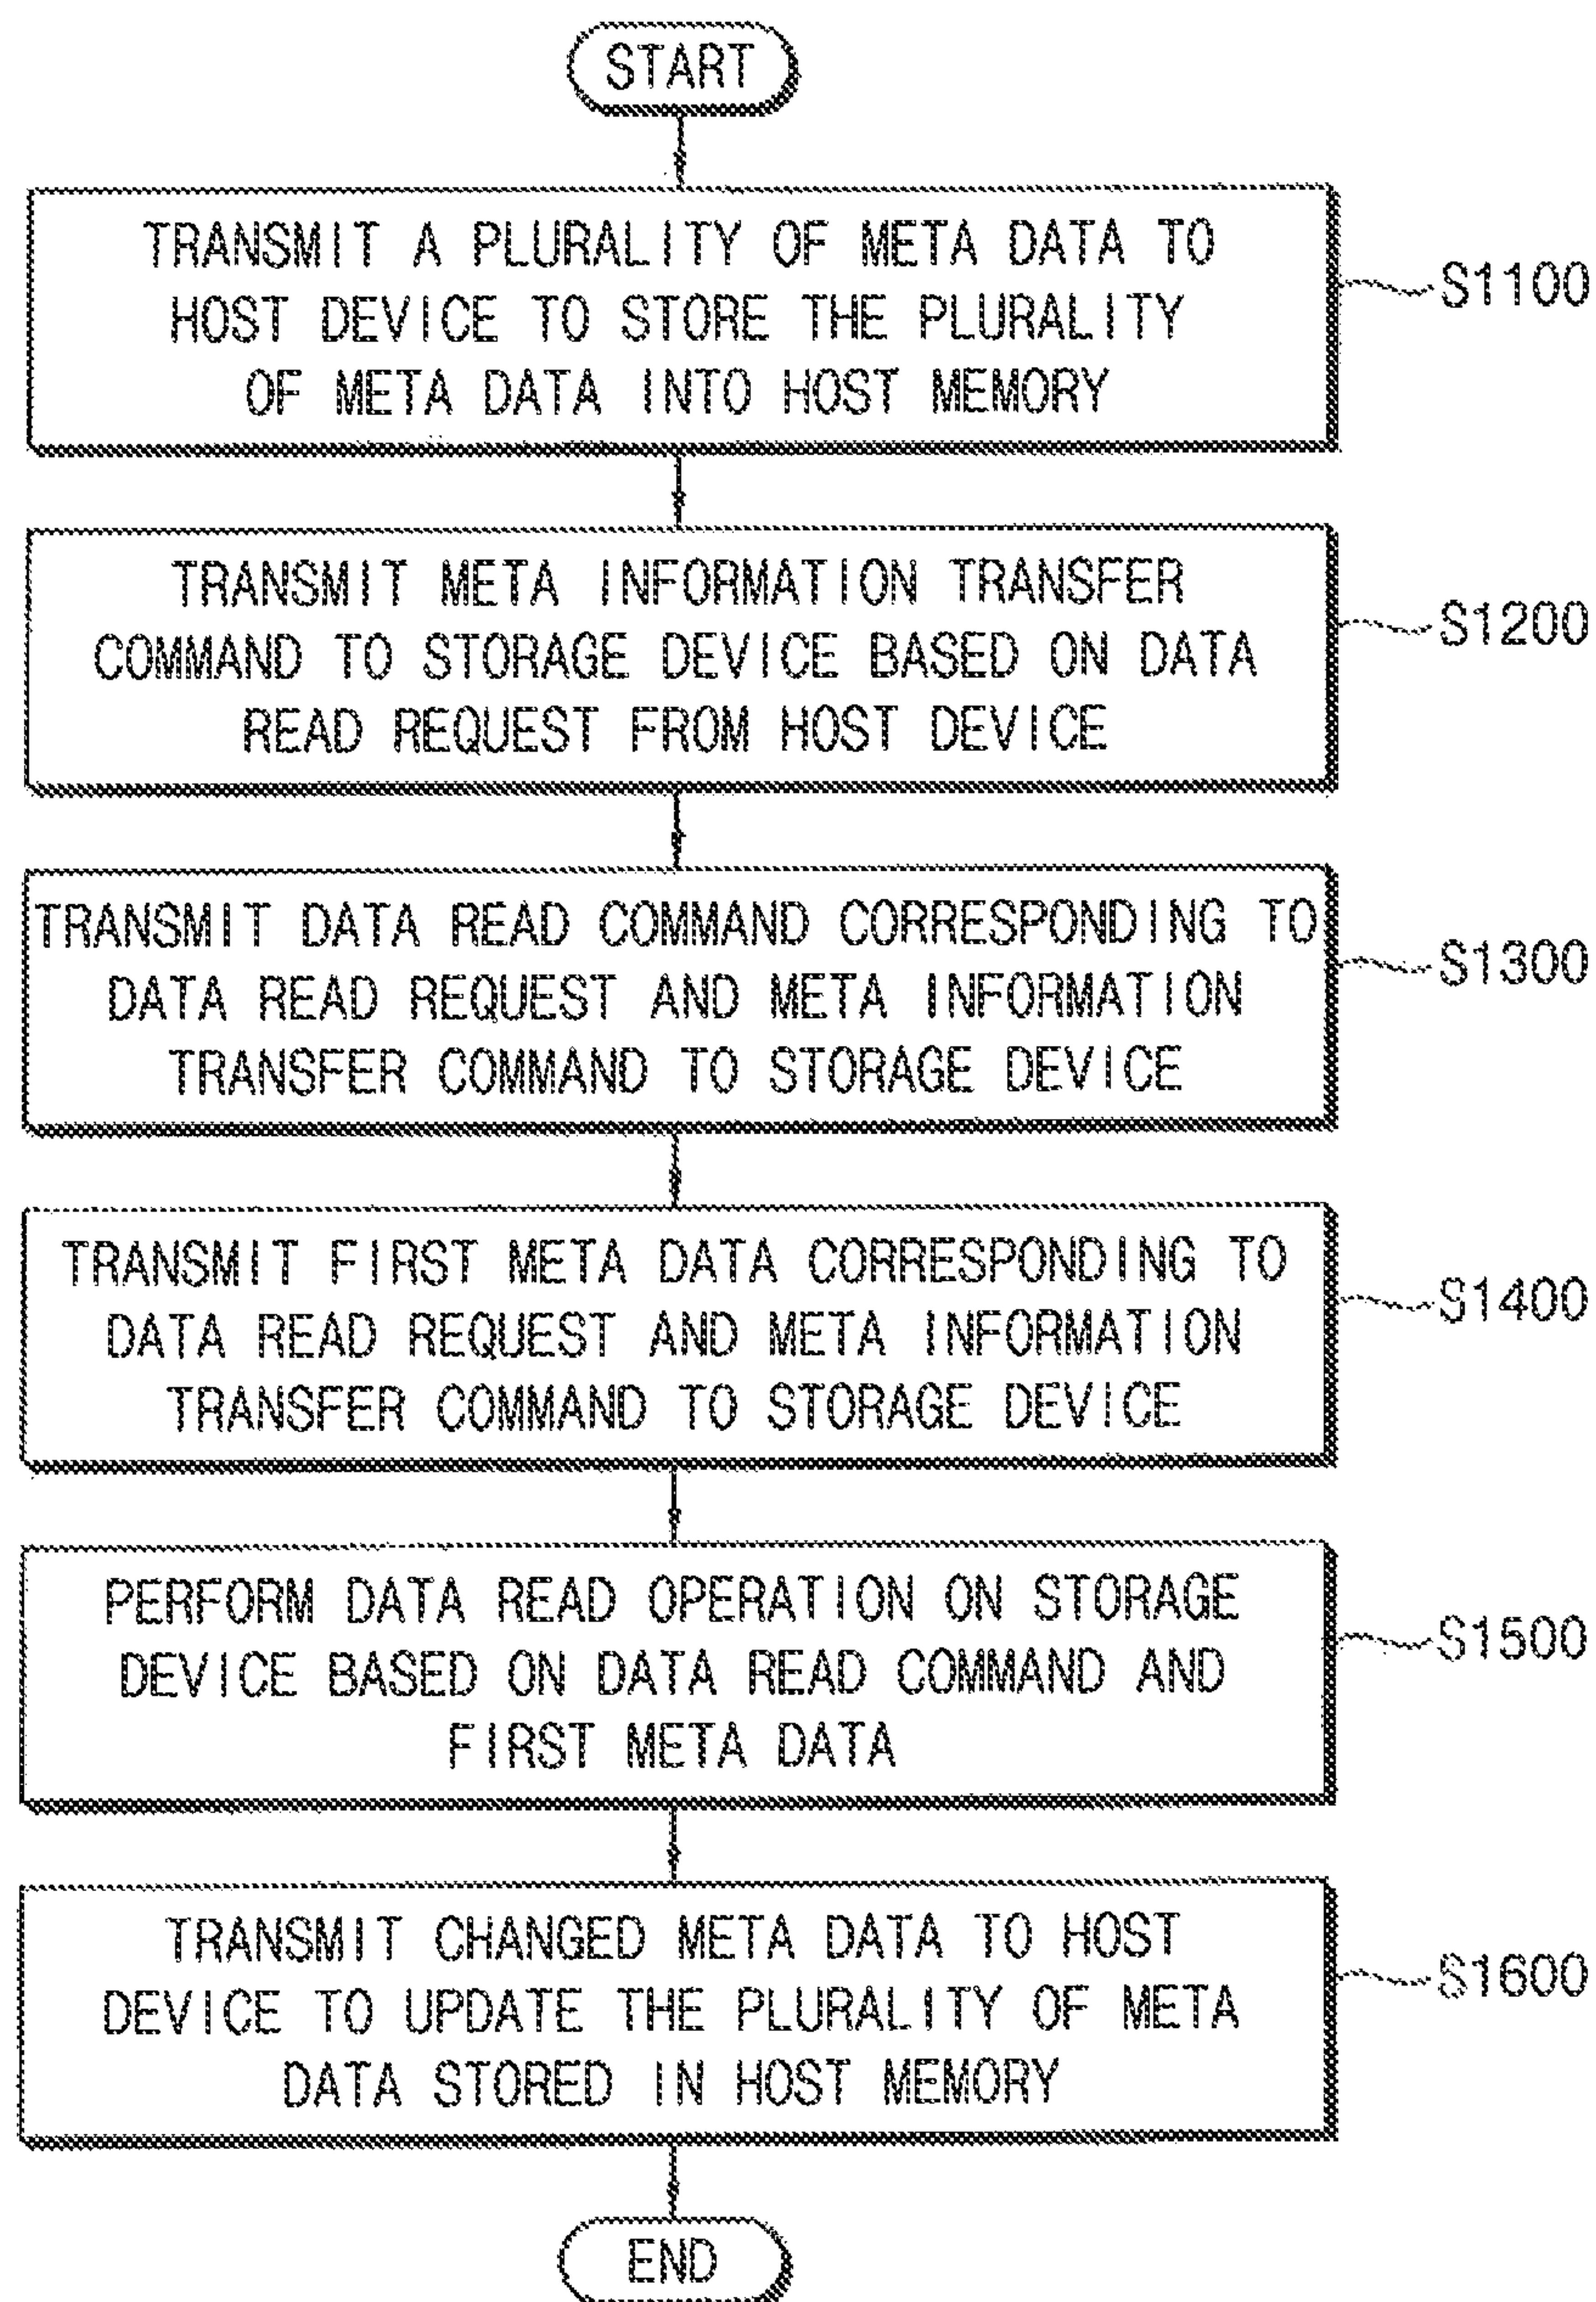 START
TRANSMIT A PLURALITY OF META DATA TO
HOST DEVICE TO STORE THE PLURALITY
OF META DATA INTO HOST MEMORY
S1100
TRANSMIT META INFORMATION TRANSFER
COMMAND TO STORAGE DEVICE BASED ON DATA
READ REQUEST FROM HOST DEVICE
S1200
TRANSMIT DATA READ COMMAND CORRESPONDING TO
DATA READ REQUEST AND META INFORMATION
TRANSFER COMMAND TO STORAGE DEVICE
S1300
TRANSMIT FIRST META DATA CORRESPONDING TO
DATA READ REQUEST AND META INFORMATION
TRANSFER COMMAND TO STORAGE DEVICE
S1400
PERFORM DATA READ OPERATION ON STORAGE
DEVICE BASED ON DATA READ COMMAND AND
FIRST META DATA
S1500
TRANSMIT CHANGED META DATA TO HOST
DEVICE TO UPDATE THE PLURALITY OF META
DATA STORED IN HOST MEMORY
S1600
END